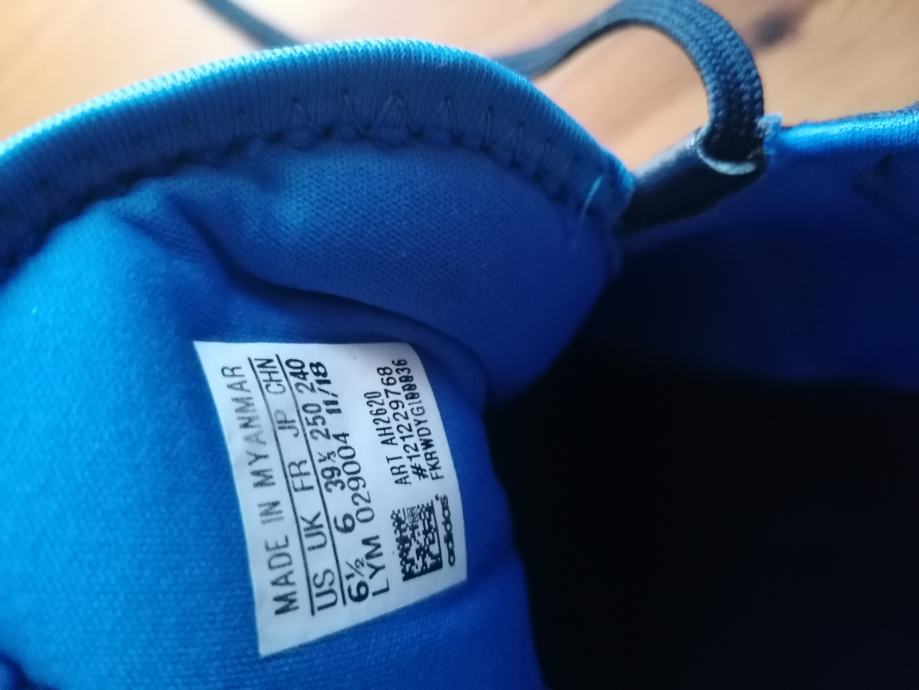 MADE IN MYANMAR
US UK FR JP CHN
6½ 6 39⅓ 250 240
LYM 029004 11/18
ART AH2620
#121229768
adidas